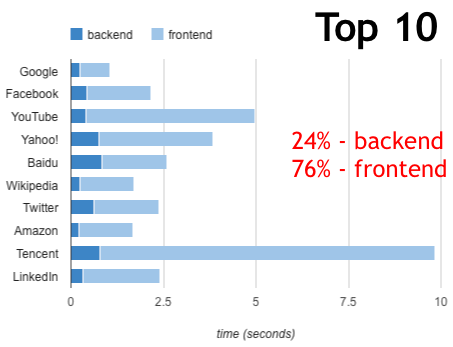 Top 10
backend frontend
Google
Facebook
YouTube
Yahoo!
Baidu
Wikipedia
Twitter
Amazon
Tencent
LinkedIn
24% - backend
76% - frontend
0 2.5 5 7.5 10
time (seconds)